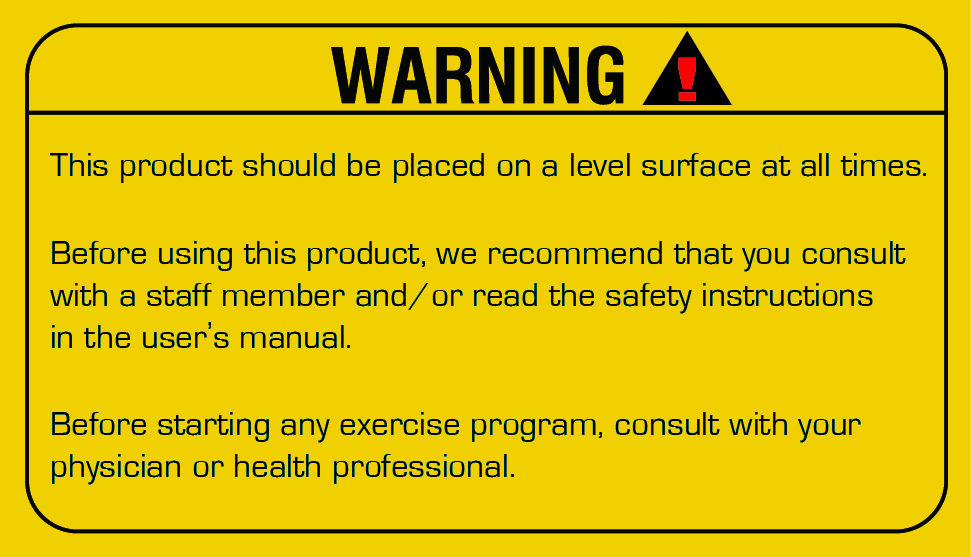 WARNING
This product should be placed on a level surface at all times.
Before using this product, we recommend that you consult
with a staff member and/or read the safety instructions
in the user's manual.
Before starting any exercise program, consult with your
physician or health professional.